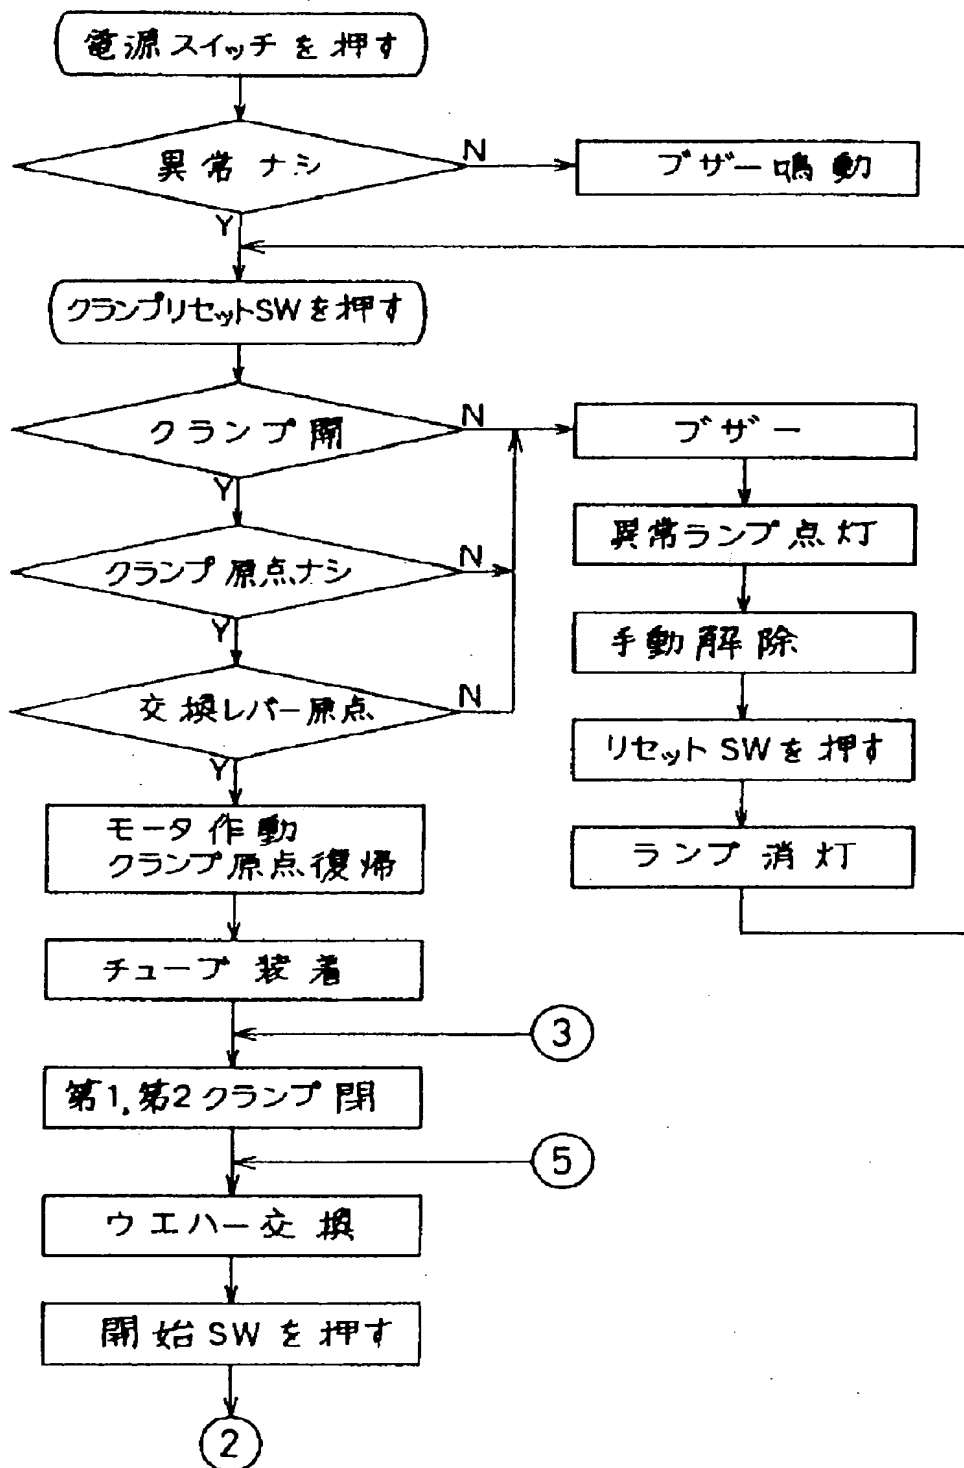 電源スイッチを押す
異常ナシ
N
ブザー鳴動
Y
クランプリセットSWを押す
クランプ開
N
ブザー
Y
異常ランプ点灯
クランプ原点ナシ
N
手動解除
Y
交換レバー原点
N
リセットSWを押す
Y
モータ作動
クランプ原点復帰
ランプ消灯
チューブ装着
3
第1,第2クランプ閉
5
ウエハー交換
開始SWを押す
2